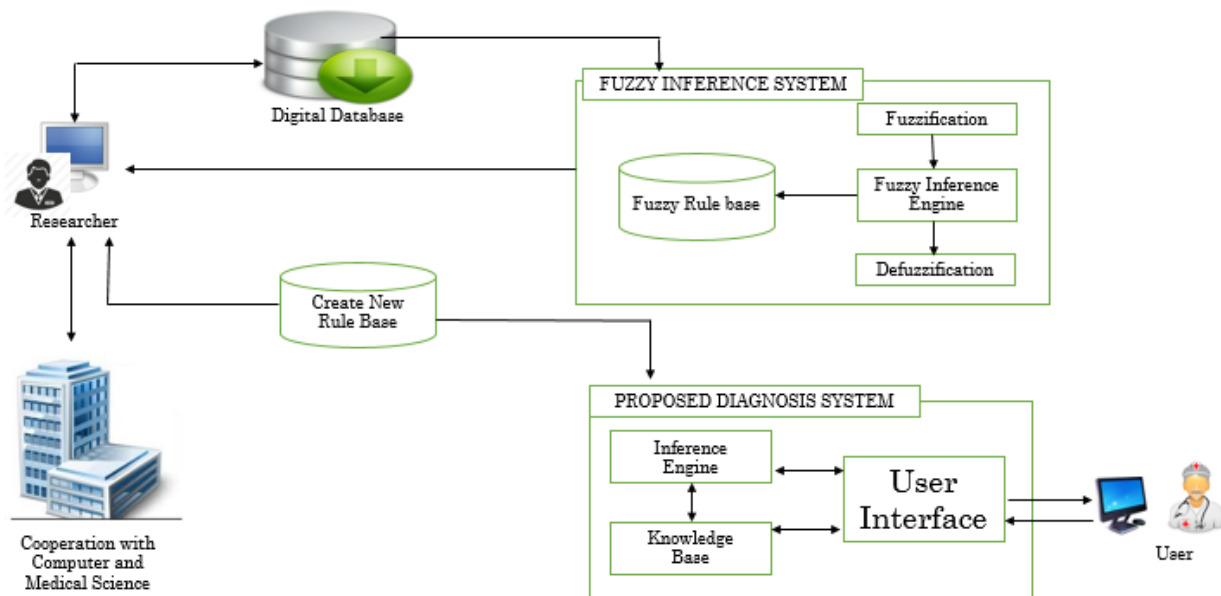 Digital Database
FUZZY INFERENCE SYSTEM
Fuzzification
Fuzzy Rule base
Fuzzy Inference
Engine
Defuzzification
Researcher
Create New
Rule Base
Cooperation with
Computer and
Medical Science
PROPOSED DIAGNOSIS SYSTEM
Inference
Engine
Knowledge
Base
User
Interface
User